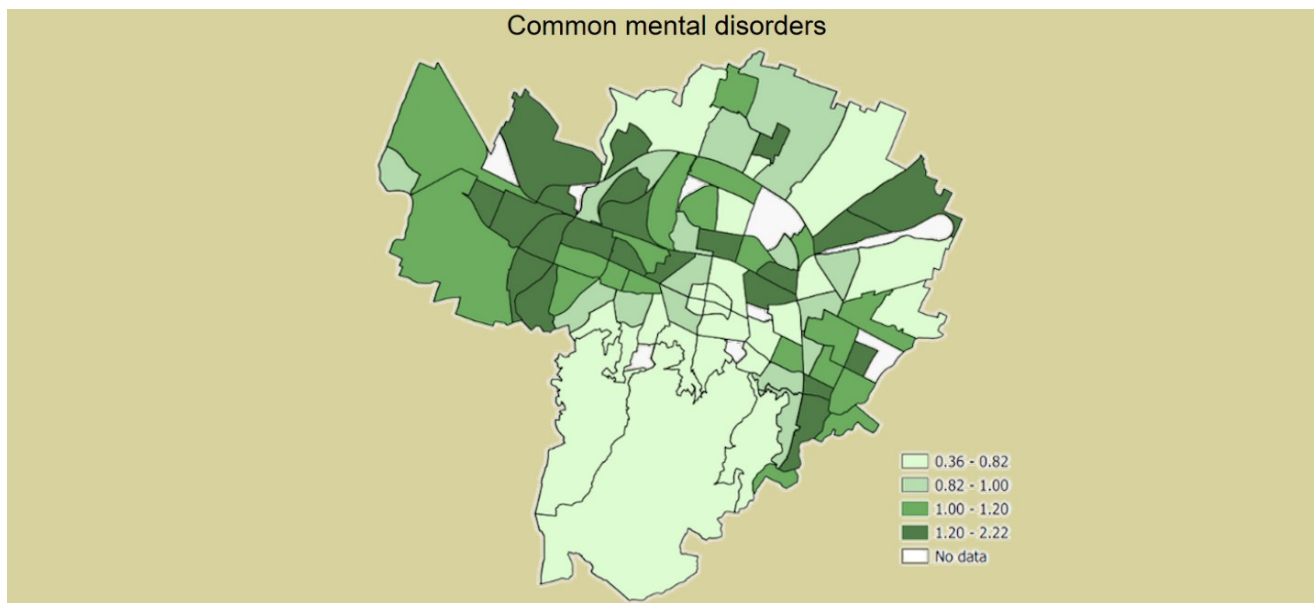 Common mental disorders
0.36 - 0.82
0.82 - 1.00
1.00 - 1.20
1.20 - 2.22
No data